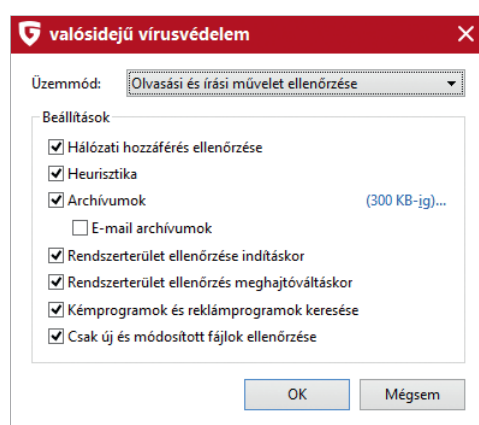 valósidejű vírusvédelem
Üzemmód: Olvasási és írási művelet ellenőrzése
Beállítások
Hálózati hozzáférés ellenőrzése
Heurisztika
Archívumok (300 KB-ig)...
E-mail archívumok
Rendszerterület ellenőrzése indításkor
Rendszerterület ellenőrzés meghajtóváltáskor
Kémprogramok és reklámprogramok keresése
Csak új és módosított fájlok ellenőrzése
OK Mégsem